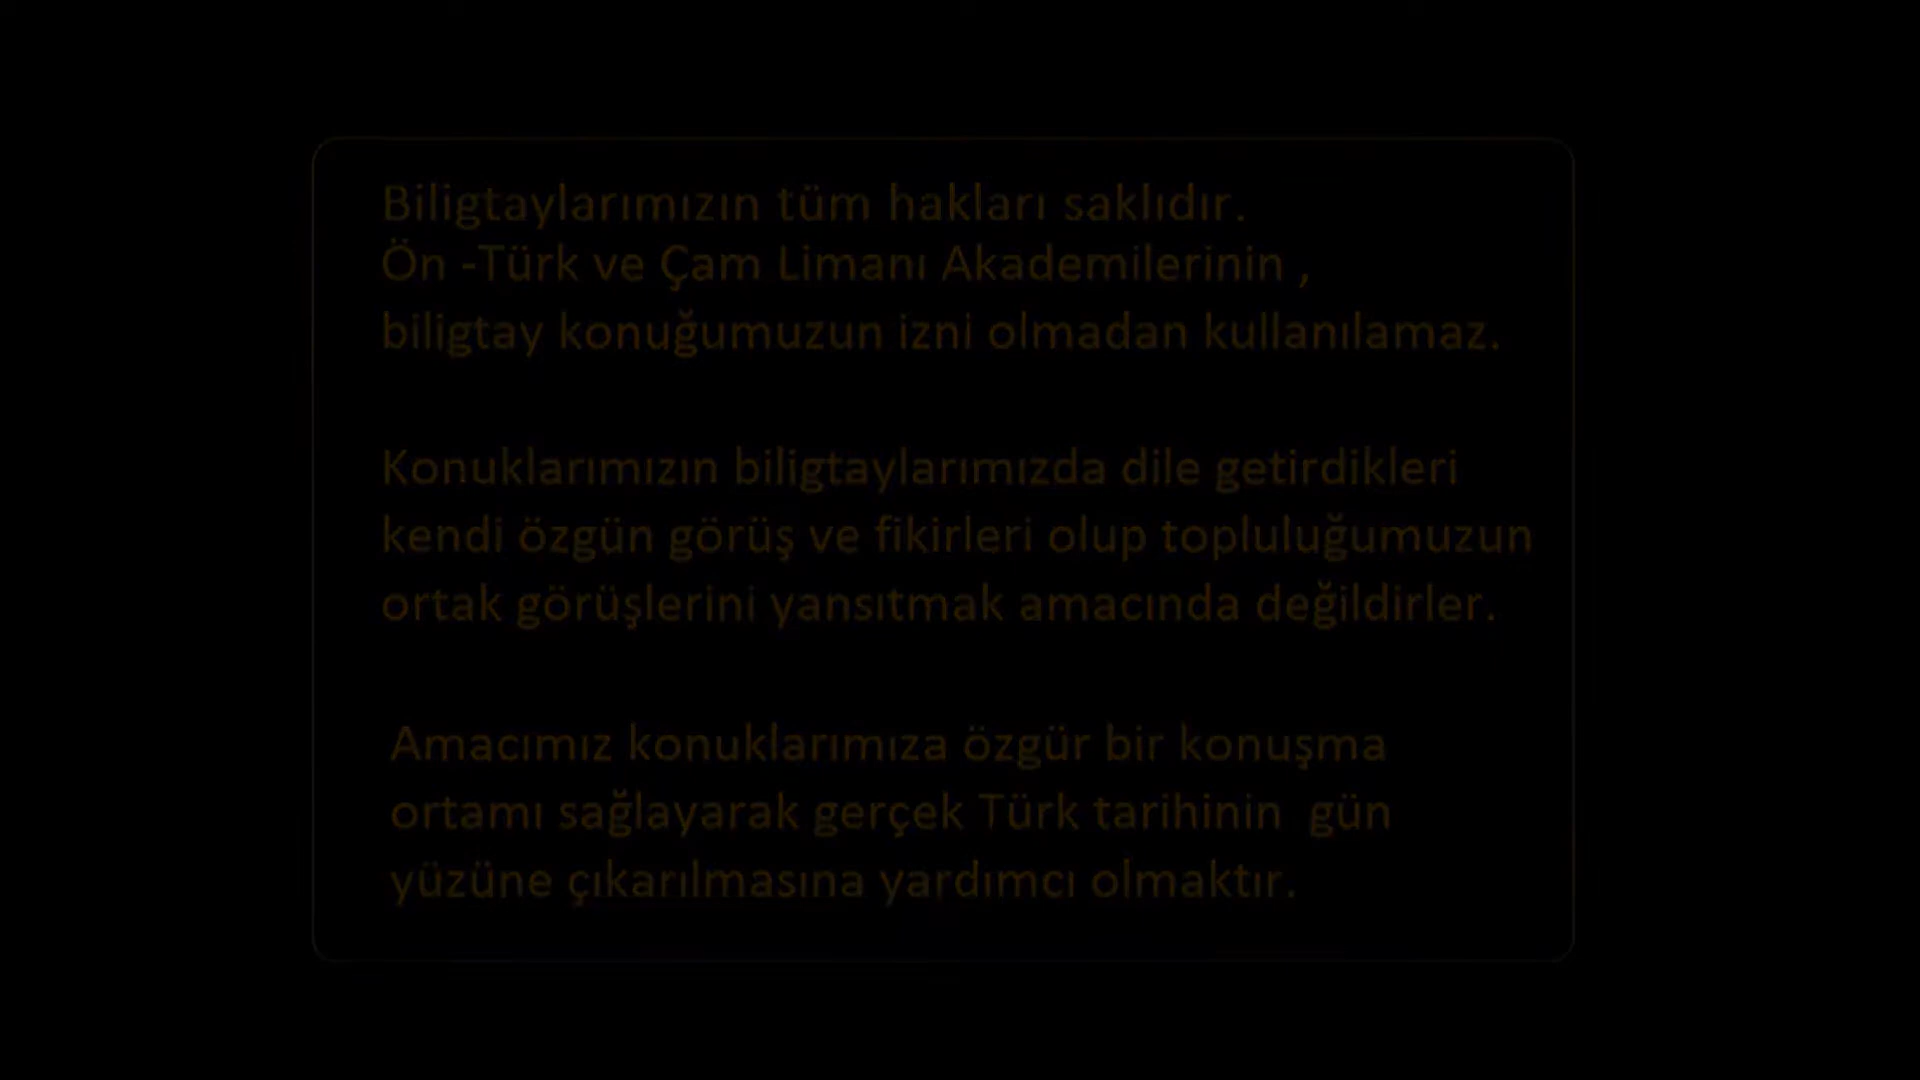 Biligtaylarımızın tüm hakları saklıdır.
Ön -Türk ve Çam Limanı Akademilerinin ,
biligtay konuğumuzun izni olmadan kullanılamaz.
Konuklarımızın biligtaylarımızda dile getirdikleri
kendi özgün görüş ve fikirleri olup topluluğumuzun
ortak görüşlerini yansıtmak amacında değildirler.
Amacımız konuklarımıza özgür bir konuşma
ortamı sağlayarak gerçek Türk tarihinin  gün
yüzüne çıkarılmasına yardımcı olmaktır.